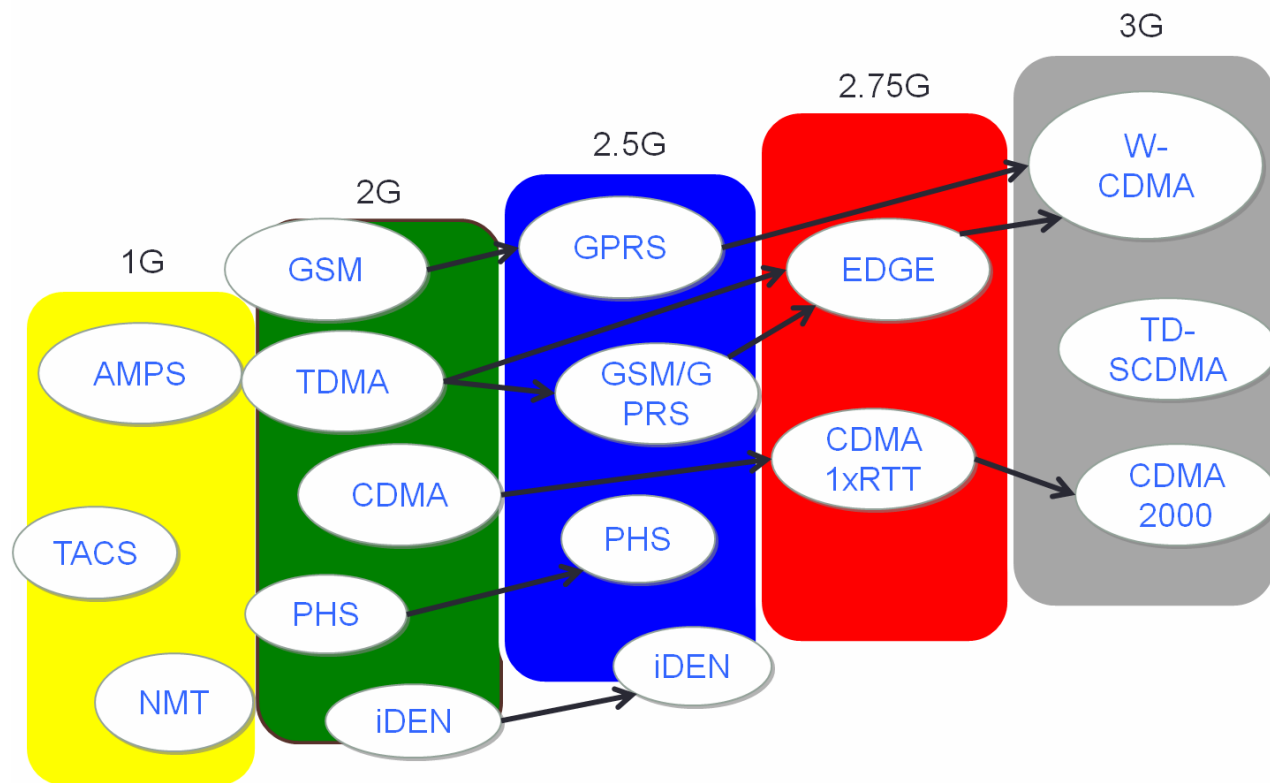 3G
2.75G
2.5G
2G
1G
AMPS
TACS
NMT
GSM
TDMA
CDMA
PHS
iDEN
GPRS
GSM/G
PRS
PHS
iDEN
EDGE
CDMA
1xRTT
W-
CDMA
TD-
SCDMA
CDMA
2000